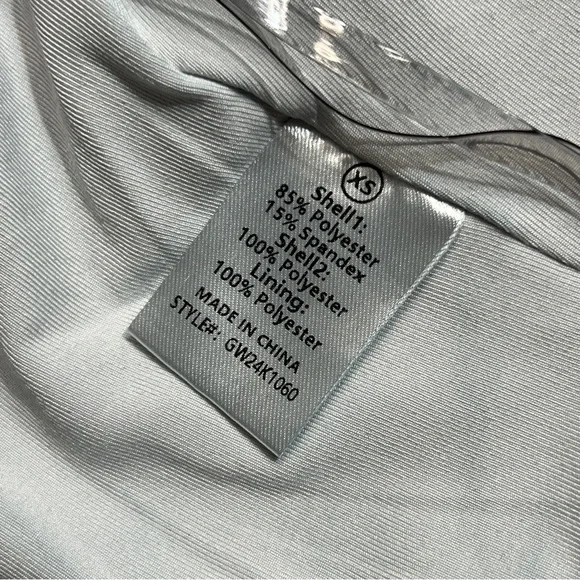 XS
Shell1:
85% Polyester
15% Spandex
Shell2:
100% Polyester
Lining:
100% Polyester
MADE IN CHINA
STYLE#: GW24K1060